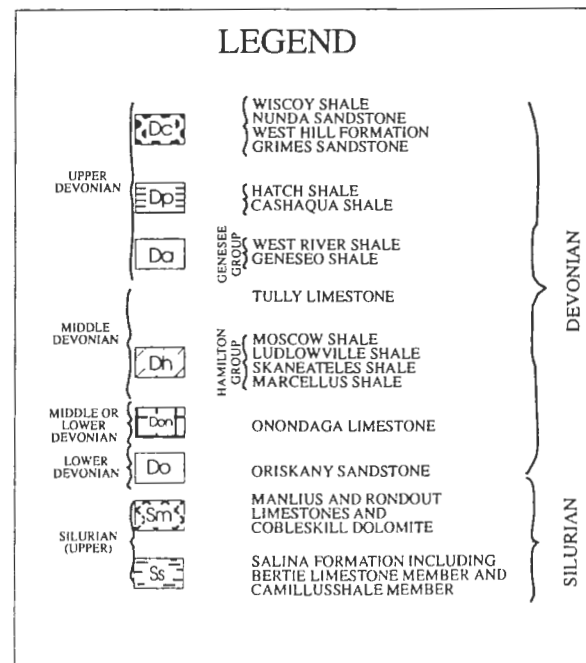 LEGEND
UPPER
DEVONIAN
Dc
WISCOY SHALE
NUNDA SANDSTONE
WEST HILL FORMATION
GRIMES SANDSTONE
Dp
HATCH SHALE
CASHAQUA SHALE
Da
GENESEE
GROUP
WEST RIVER SHALE
GENESEO SHALE
MIDDLE
DEVONIAN
TULLY LIMESTONE
Dh
HAMILTON
GROUP
MOSCOW SHALE
LUDLOWVILLE SHALE
SKANEATELES SHALE
MARCELLUS SHALE
MIDDLE OR
LOWER
DEVONIAN
Don
ONONDAGA LIMESTONE
LOWER
DEVONIAN
Do
ORISKANY SANDSTONE
DEVONIAN
SILURIAN
(UPPER)
Sm
MANLIUS AND RONDOUT
LIMESTONES AND
COBLESKILL DOLOMITE
Ss
SALINA FORMATION INCLUDING
BERTIE LIMESTONE MEMBER AND
CAMILLUSSHALE MEMBER
SILURIAN